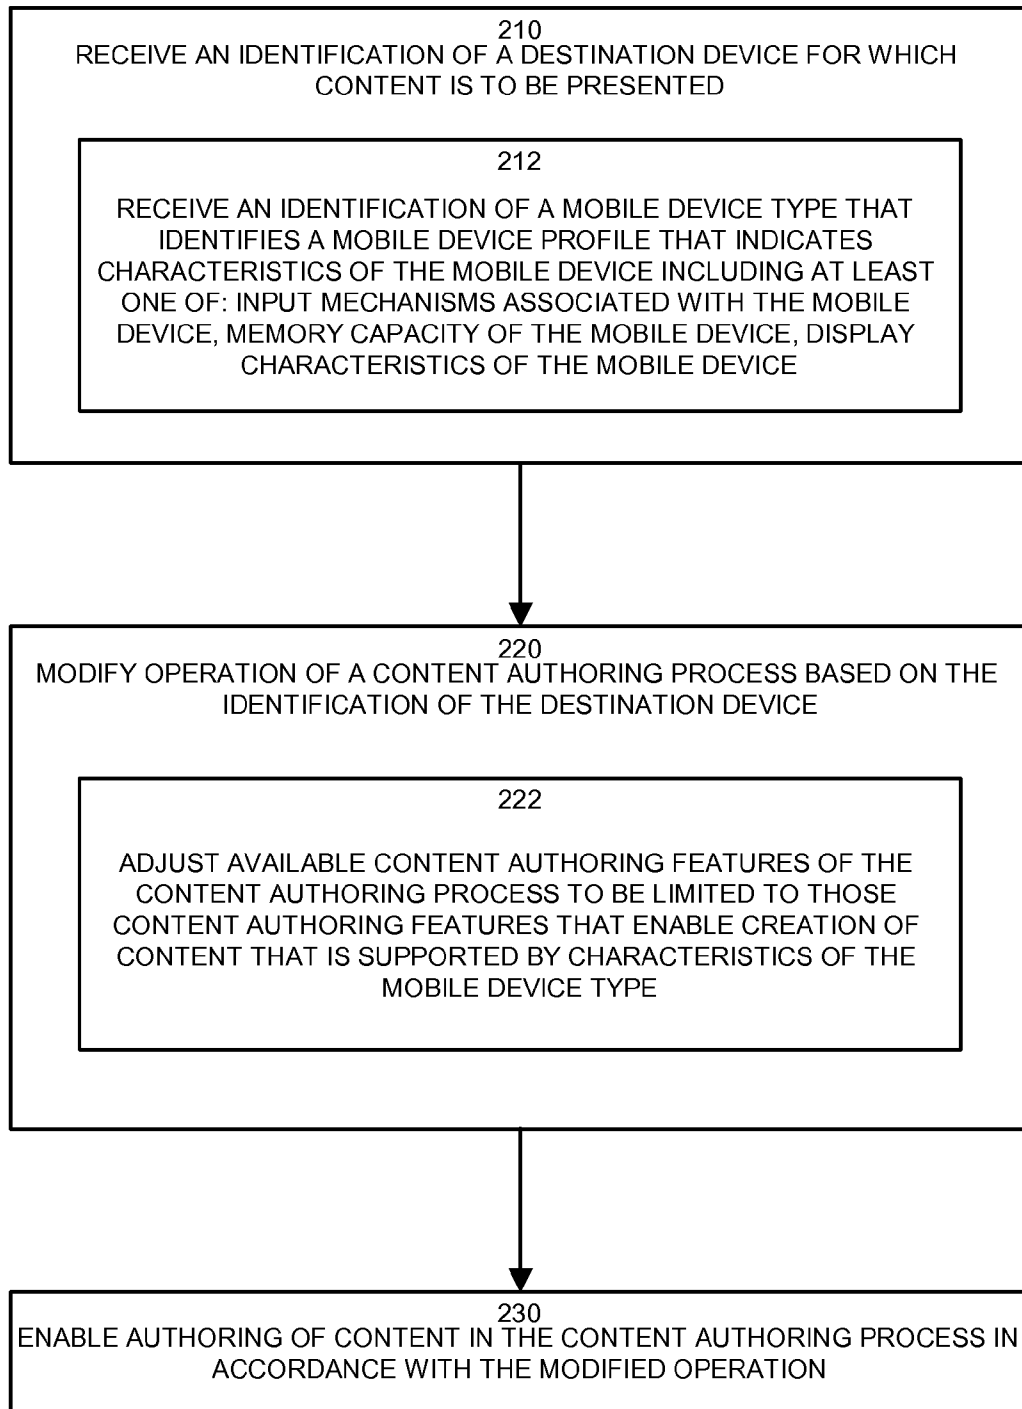 210
RECEIVE AN IDENTIFICATION OF A DESTINATION DEVICE FOR WHICH
CONTENT IS TO BE PRESENTED
212
RECEIVE AN IDENTIFICATION OF A MOBILE DEVICE TYPE THAT
IDENTIFIES A MOBILE DEVICE PROFILE THAT INDICATES
CHARACTERISTICS OF THE MOBILE DEVICE INCLUDING AT LEAST
ONE OF: INPUT MECHANISMS ASSOCIATED WITH THE MOBILE
DEVICE, MEMORY CAPACITY OF THE MOBILE DEVICE, DISPLAY
CHARACTERISTICS OF THE MOBILE DEVICE
220
MODIFY OPERATION OF A CONTENT AUTHORING PROCESS BASED ON THE
IDENTIFICATION OF THE DESTINATION DEVICE
222
ADJUST AVAILABLE CONTENT AUTHORING FEATURES OF THE
CONTENT AUTHORING PROCESS TO BE LIMITED TO THOSE
CONTENT AUTHORING FEATURES THAT ENABLE CREATION OF
CONTENT THAT IS SUPPORTED BY CHARACTERISTICS OF THE
MOBILE DEVICE TYPE
230
ENABLE AUTHORING OF CONTENT IN THE CONTENT AUTHORING PROCESS IN
ACCORDANCE WITH THE MODIFIED OPERATION